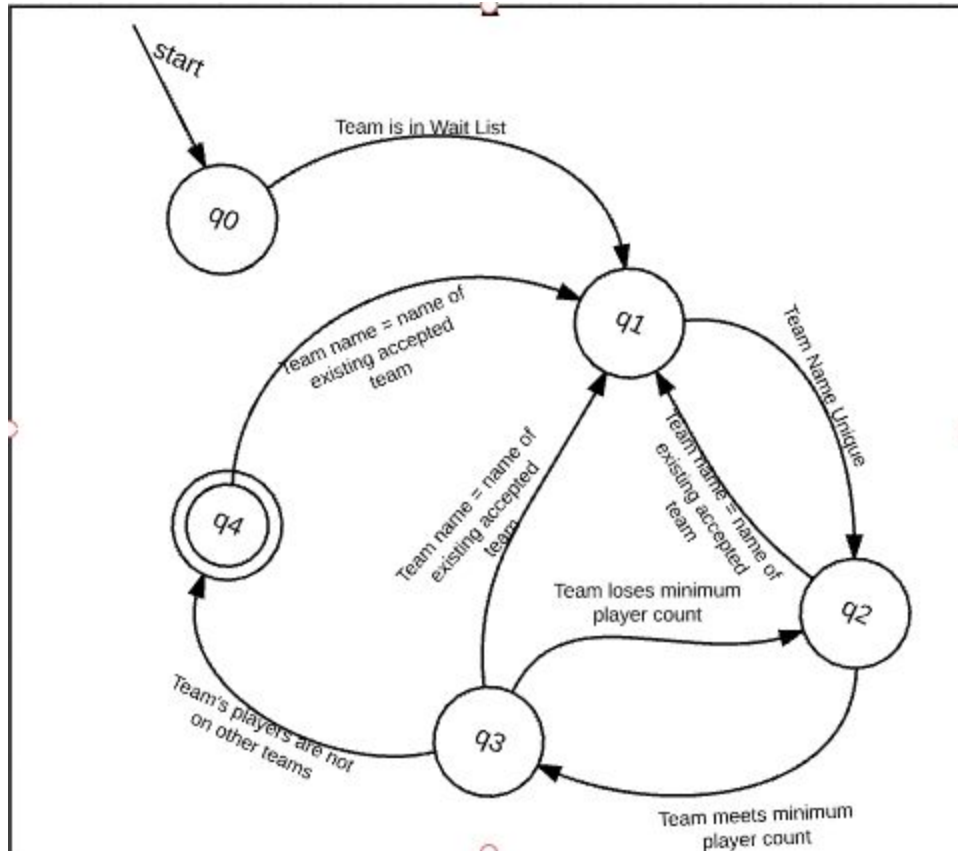 start
Team is in Wait List
q0
q1
Team name = name of
existing accepted
team
Team Name Unique
Team name = name of
existing accepted
team
Team name = name of
existing accepted
team
q4
Team loses minimum
player count
q2
Team's players are not
on other teams
q3
Team meets minimum
player count